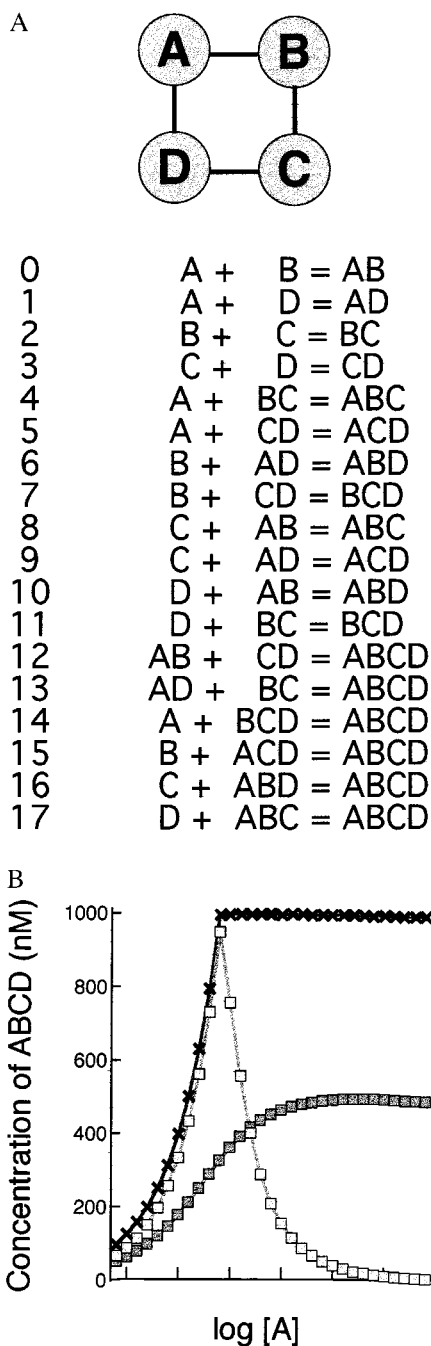 A
A B
D C
0 A + B = AB
1 A + D = AD
2 B + C = BC
3 C + D = CD
4 A + BC = ABC
5 A + CD = ACD
6 B + AD = ABD
7 B + CD = BCD
8 C + AB = ABC
9 C + AD = ACD
10 D + AB = ABD
11 D + BC = BCD
12 AB + CD = ABCD
13 AD + BC = ABCD
14 A + BCD = ABCD
15 B + ACD = ABCD
16 C + ABD = ABCD
17 D + ABC = ABCD
B
Concentration of ABCD (nM)
1000
800
600
400
200
0
log [A]